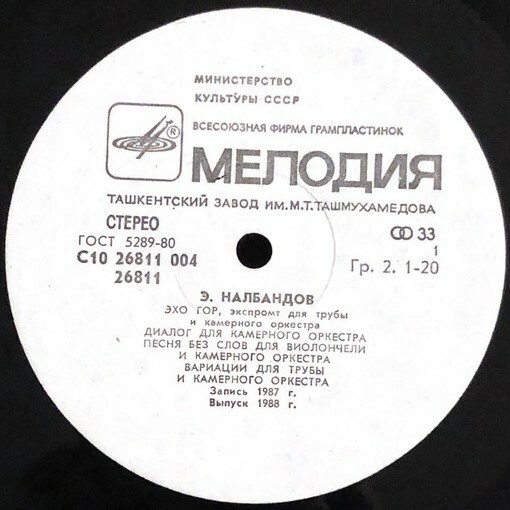 МИНИСТЕРСТВО
КУЛЬТУРЫ СССР
ВСЕСОЮЗНАЯ ФИРМА ГРАМПЛАСТИНОК
®
МЕЛОДИЯ
ТАШКЕНТСКИЙ ЗАВОД ИМ.М.Т.ТАШМУХАМЕДОВА
СТЕРЕО
33
ГОСТ 5289-80
1
С10 26811 004
Гр. 2. 1-20
26811
Э. НАЛБАНДОВ
ЭХО ГОР, экспромт для трубы
и камерного оркестра
ДИАЛОГ ДЛЯ КАМЕРНОГО ОРКЕСТРА
ПЕСНЯ БЕЗ СЛОВ ДЛЯ ВИОЛОНЧЕЛИ
И КАМЕРНОГО ОРКЕСТРА
ВАРИАЦИИ ДЛЯ ТРУБЫ
И КАМЕРНОГО ОРКЕСТРА
Запись 1987 г.
Выпуск 1988 г.